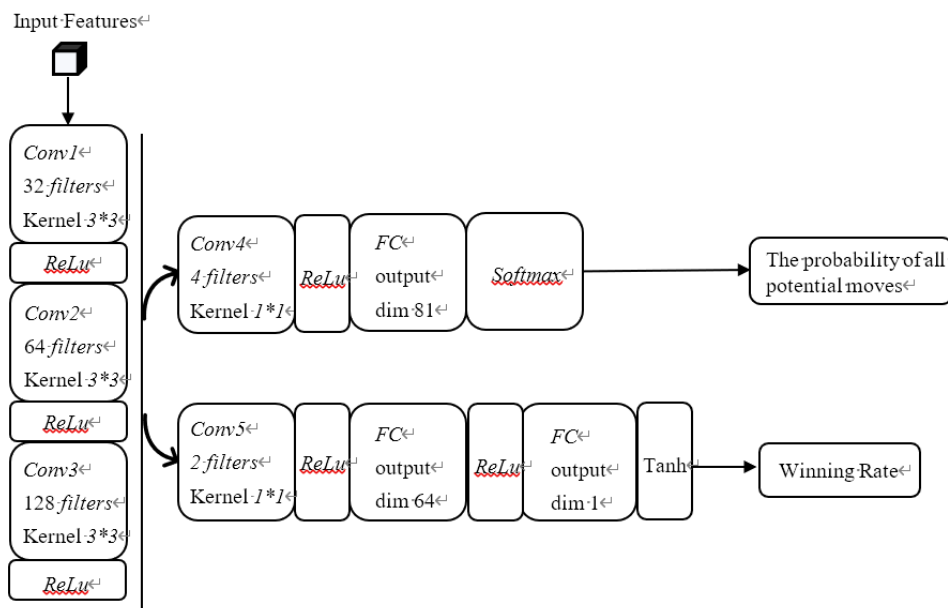 Input Features
Conv1
32 filters
Kernel 3*3
ReLu
Conv2
64 filters
Kernel 3*3
ReLu
Conv3
128 filters
Kernel 3*3
ReLu
Conv4
4 filters
Kernel 1*1
ReLu
FC
output
dim 81
Softmax
The probability of all
potential moves
Conv5
2 filters
Kernel 1*1
ReLu
FC
output
dim 64
ReLu
FC
output
dim 1
Tanh
Winning Rate